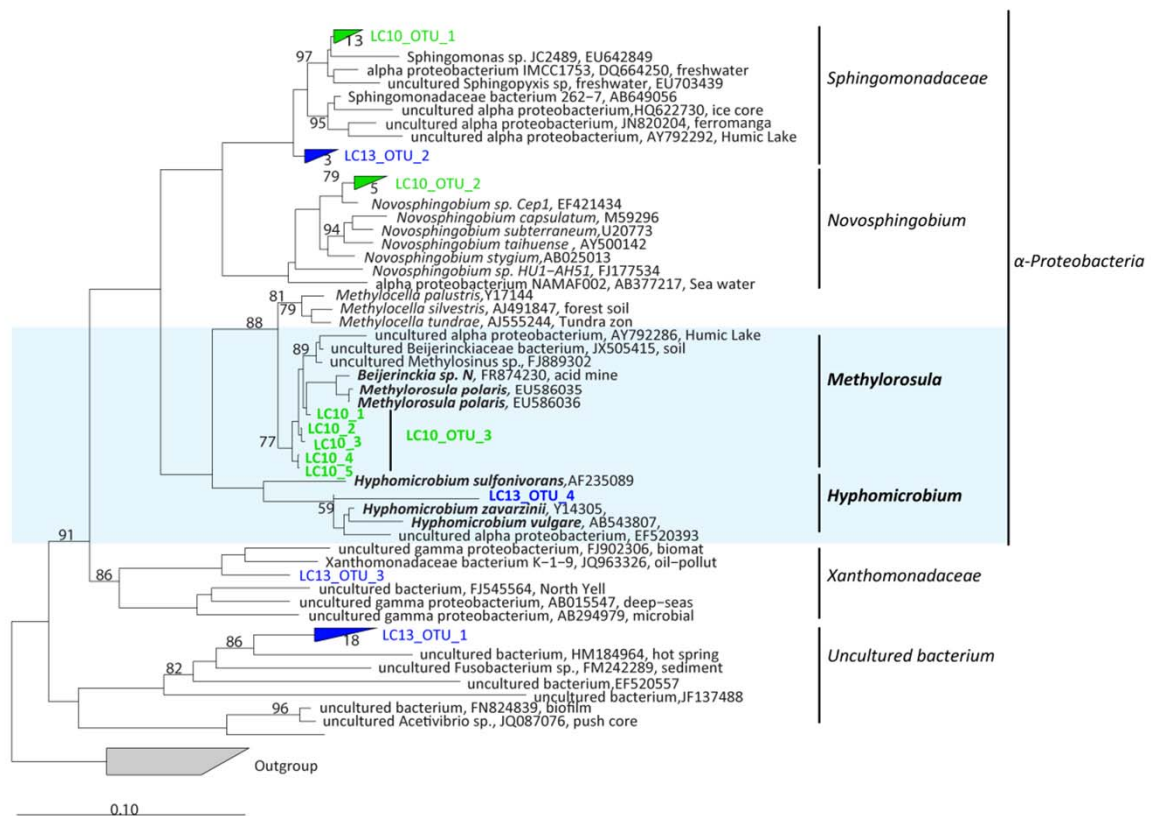 LC10_OTU_1
13
97
Sphingomonas sp. JC2489, EU642849
alpha proteobacterium IMCC1753, DQ664250, freshwater
uncultured Sphingopyxis sp, freshwater, EU703439
Sphingomonadaceae bacterium 262−7, AB649056
uncultured alpha proteobacterium,HQ622730, ice core
95
uncultured alpha proteobacterium, JN820204, ferromanga
uncultured alpha proteobacterium, AY792292, Humic Lake
LC13_OTU_2
3
Sphingomonadaceae
79
LC10_OTU_2
5
Novosphingobium sp. Cep1, EF421434
Novosphingobium capsulatum, M59296
94
Novosphingobium subterraneum,U20773
Novosphingobium taihuense , AY500142
Novosphingobium stygium,AB025013
Novosphingobium sp. HU1−AH51, FJ177534
alpha proteobacterium NAMAF002, AB377217, Sea water
Novosphingobium
α-Proteobacteria
81
Methylocella palustris,Y17144
79
Methylocella silvestris, AJ491847, forest soil
Methylocella tundrae, AJ555244, Tundra zon
88
uncultured alpha proteobacterium, AY792286, Humic Lake
89
uncultured Beijerinckiaceae bacterium, JX505415, soil
uncultured Methylosinus sp., FJ889302
Beijerinckia sp. N, FR874230, acid mine
Methylorosula polaris, EU586035
Methylorosula polaris, EU586036
LC10_1
LC10_2
LC10_3
LC10_4
LC10_5
77
LC10_OTU_3
Methylorosula
Hyphomicrobium sulfonivorans,AF235089
LC13_OTU_4
59
Hyphomicrobium zavarzinii, Y14305,
Hyphomicrobium vulgare, AB543807,
uncultured alpha proteobacterium, EF520393
Hyphomicrobium
91
uncultured gamma proteobacterium, FJ902306, biomat
Xanthomonadaceae bacterium K−1−9, JQ963326, oil−pollut
86
LC13_OTU_3
uncultured bacterium, FJ545564, North Yell
uncultured gamma proteobacterium, AB015547, deep−seas
uncultured gamma proteobacterium, AB294979, microbial
Xanthomonadaceae
LC13_OTU_1
18
86
uncultured bacterium, HM184964, hot spring
82
uncultured Fusobacterium sp., FM242289, sediment
uncultured bacterium,EF520557
uncultured bacterium,JF137488
96
uncultured bacterium, FN824839, biofilm
uncultured Acetivibrio sp., JQ087076, push core
Uncultured bacterium
Outgroup
0.10